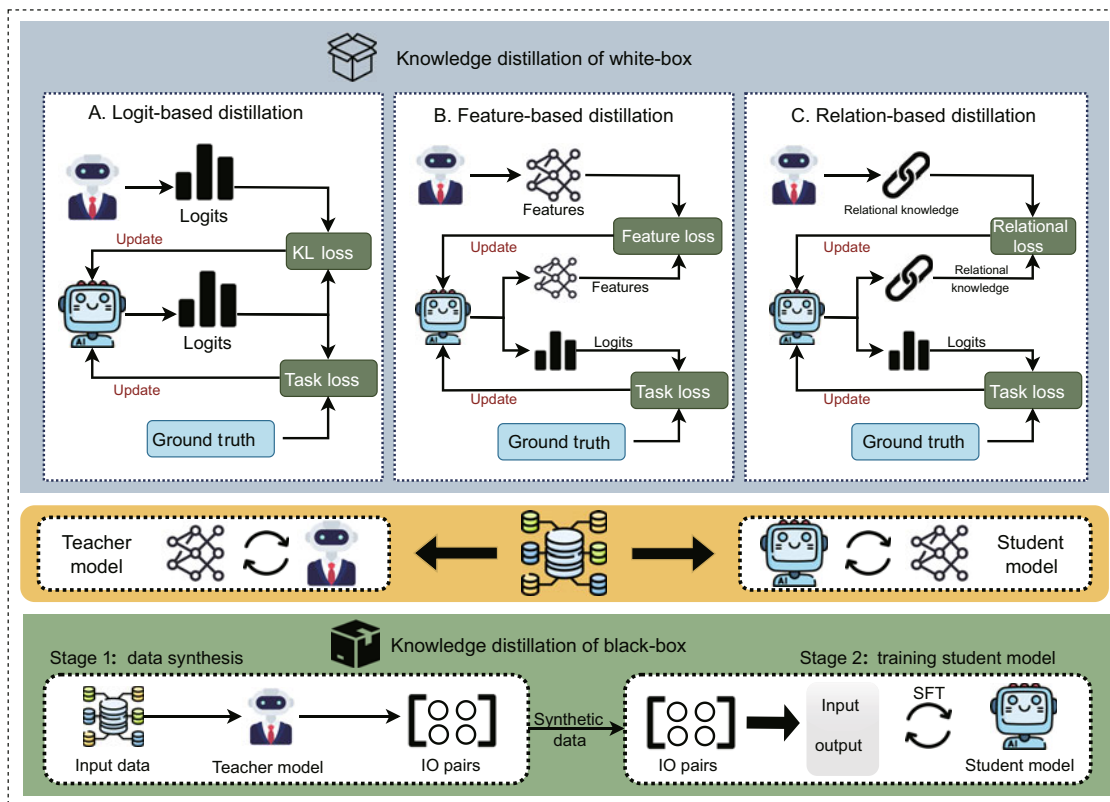 Knowledge distillation of white-box
A. Logit-based distillation
Logits
Update
KL loss
Logits
AI
Update
Task loss
Ground truth
B. Feature-based distillation
Features
Update
Feature loss
Features
AI
Logits
Update
Task loss
Ground truth
C. Relation-based distillation
Relational knowledge
Update
Relational
loss
Relational
knowledge
AI
Logits
Update
Task loss
Ground truth
Teacher
model
AI
Student
model
Knowledge distillation of black-box
Stage 1: data synthesis
Input data
Teacher model
IO pairs
Synthetic
data
Stage 2: training student model
IO pairs
Input
output
SFT
AI
Student model